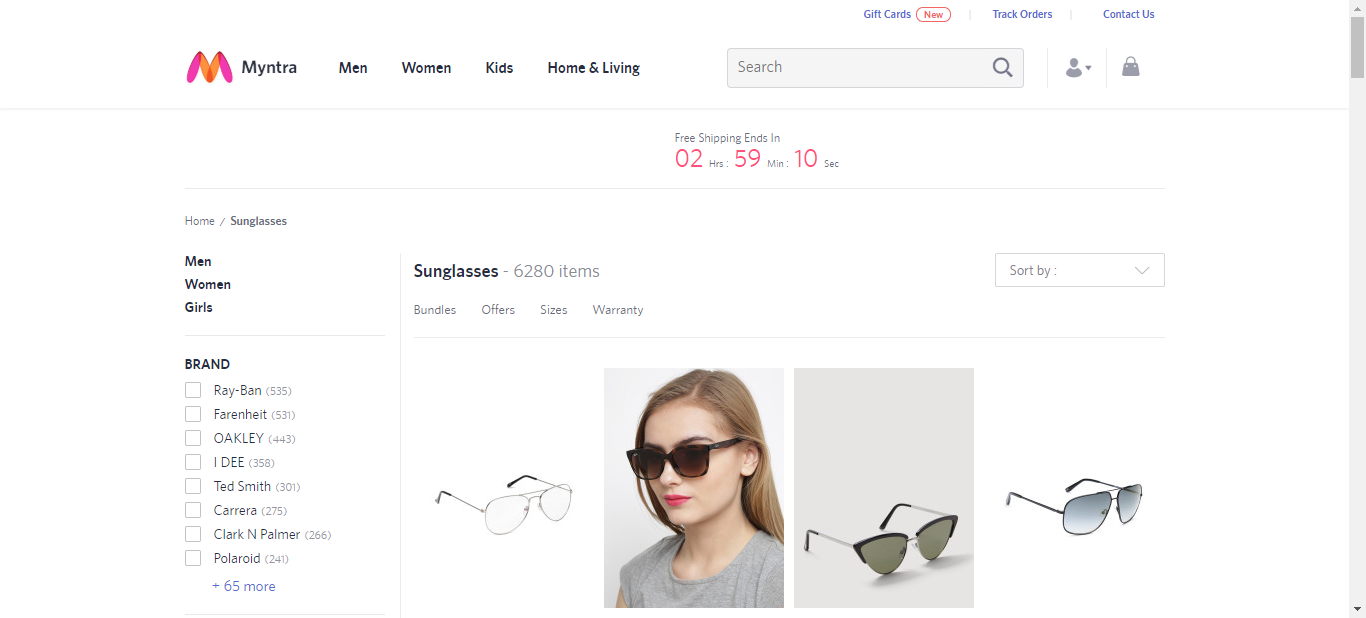 Gift Cards New | Track Orders | Contact Us
Myntra Men Women Kids Home & Living Search
Free Shipping Ends In
02 Hrs : 59 Min : 10 Sec
Home / Sunglasses
Men
Women
Girls
BRAND
Ray-Ban (535)
Farenheit (531)
OAKLEY (443)
I DEE (358)
Ted Smith (301)
Carrera (275)
Clark N Palmer (266)
Polaroid (241)
+ 65 more
Sunglasses - 6280 items
Sort by :
Bundles Offers Sizes Warranty